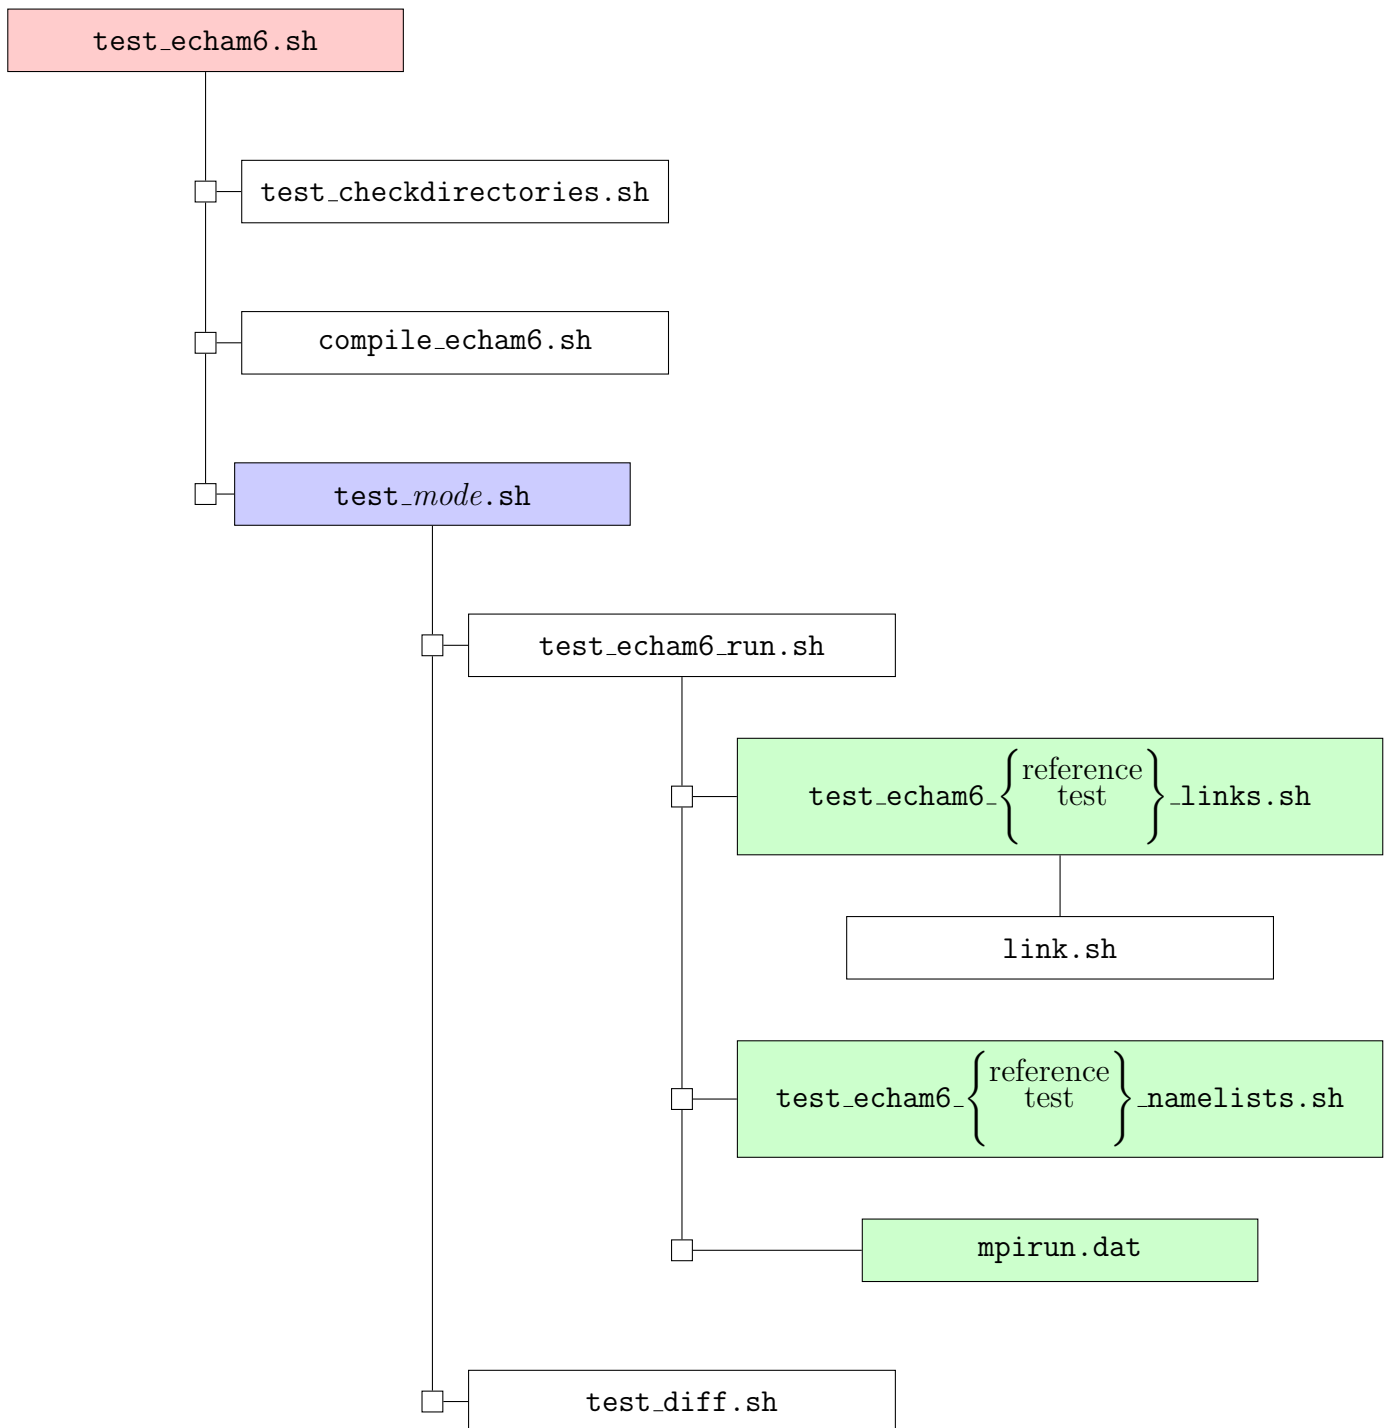 test_echam6.sh
test_checkdirectories.sh
compile_echam6.sh
test_mode.sh
test_echam6_run.sh
test_echam6_{reference
test}_links.sh
link.sh
test_echam6_{reference
test}_namelists.sh
mpirun.dat
test_diff.sh